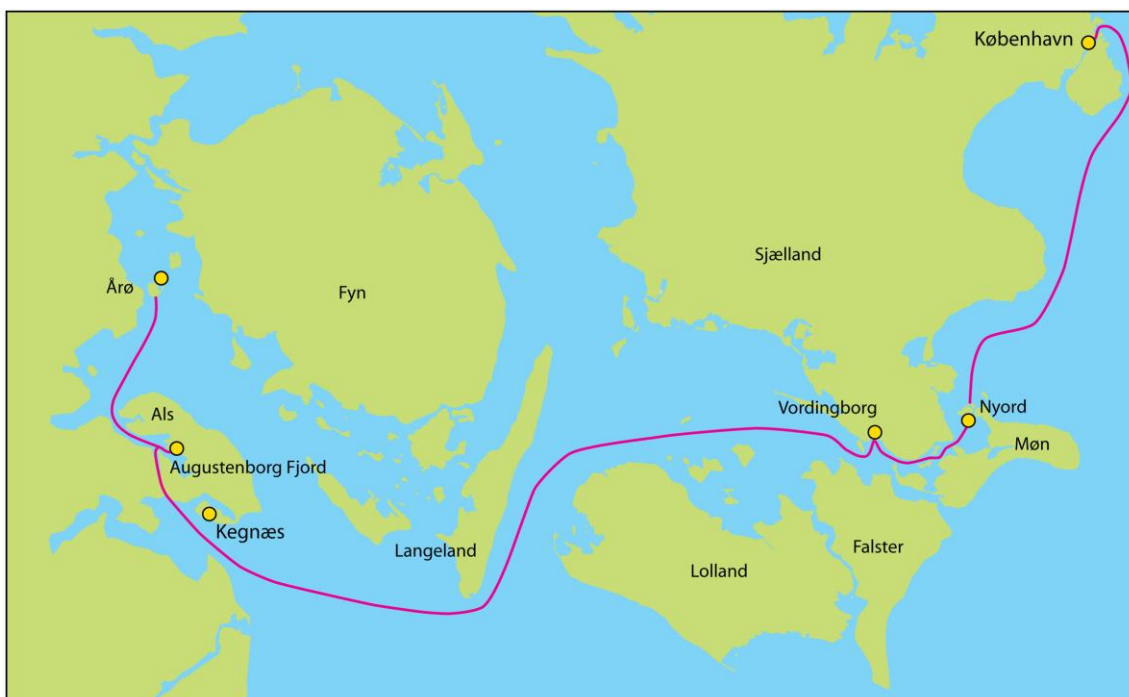 København
Sjælland
Årø
Fyn
Vordingborg
Nyord
Als
Møn
Augustenborg Fjord
Kegnæs
Langeland
Falster
Lolland